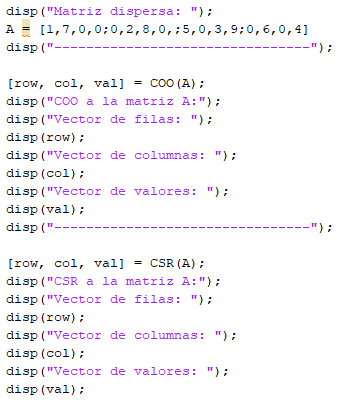 disp("Matriz dispersa: ");
A = [1,7,0,0;0,2,8,0,;5,0,3,9;0,6,0,4]
disp("--------------------------------");
[row, col, val] = COO(A);
disp("COO a la matriz A:");
disp("Vector de filas: ");
disp(row);
disp("Vector de columnas: ");
disp(col);
disp("Vector de valores: ");
disp(val);
disp("--------------------------------");
[row, col, val] = CSR(A);
disp("CSR a la matriz A:");
disp("Vector de filas: ");
disp(row);
disp("Vector de columnas: ");
disp(col);
disp("Vector de valores: ");
disp(val);